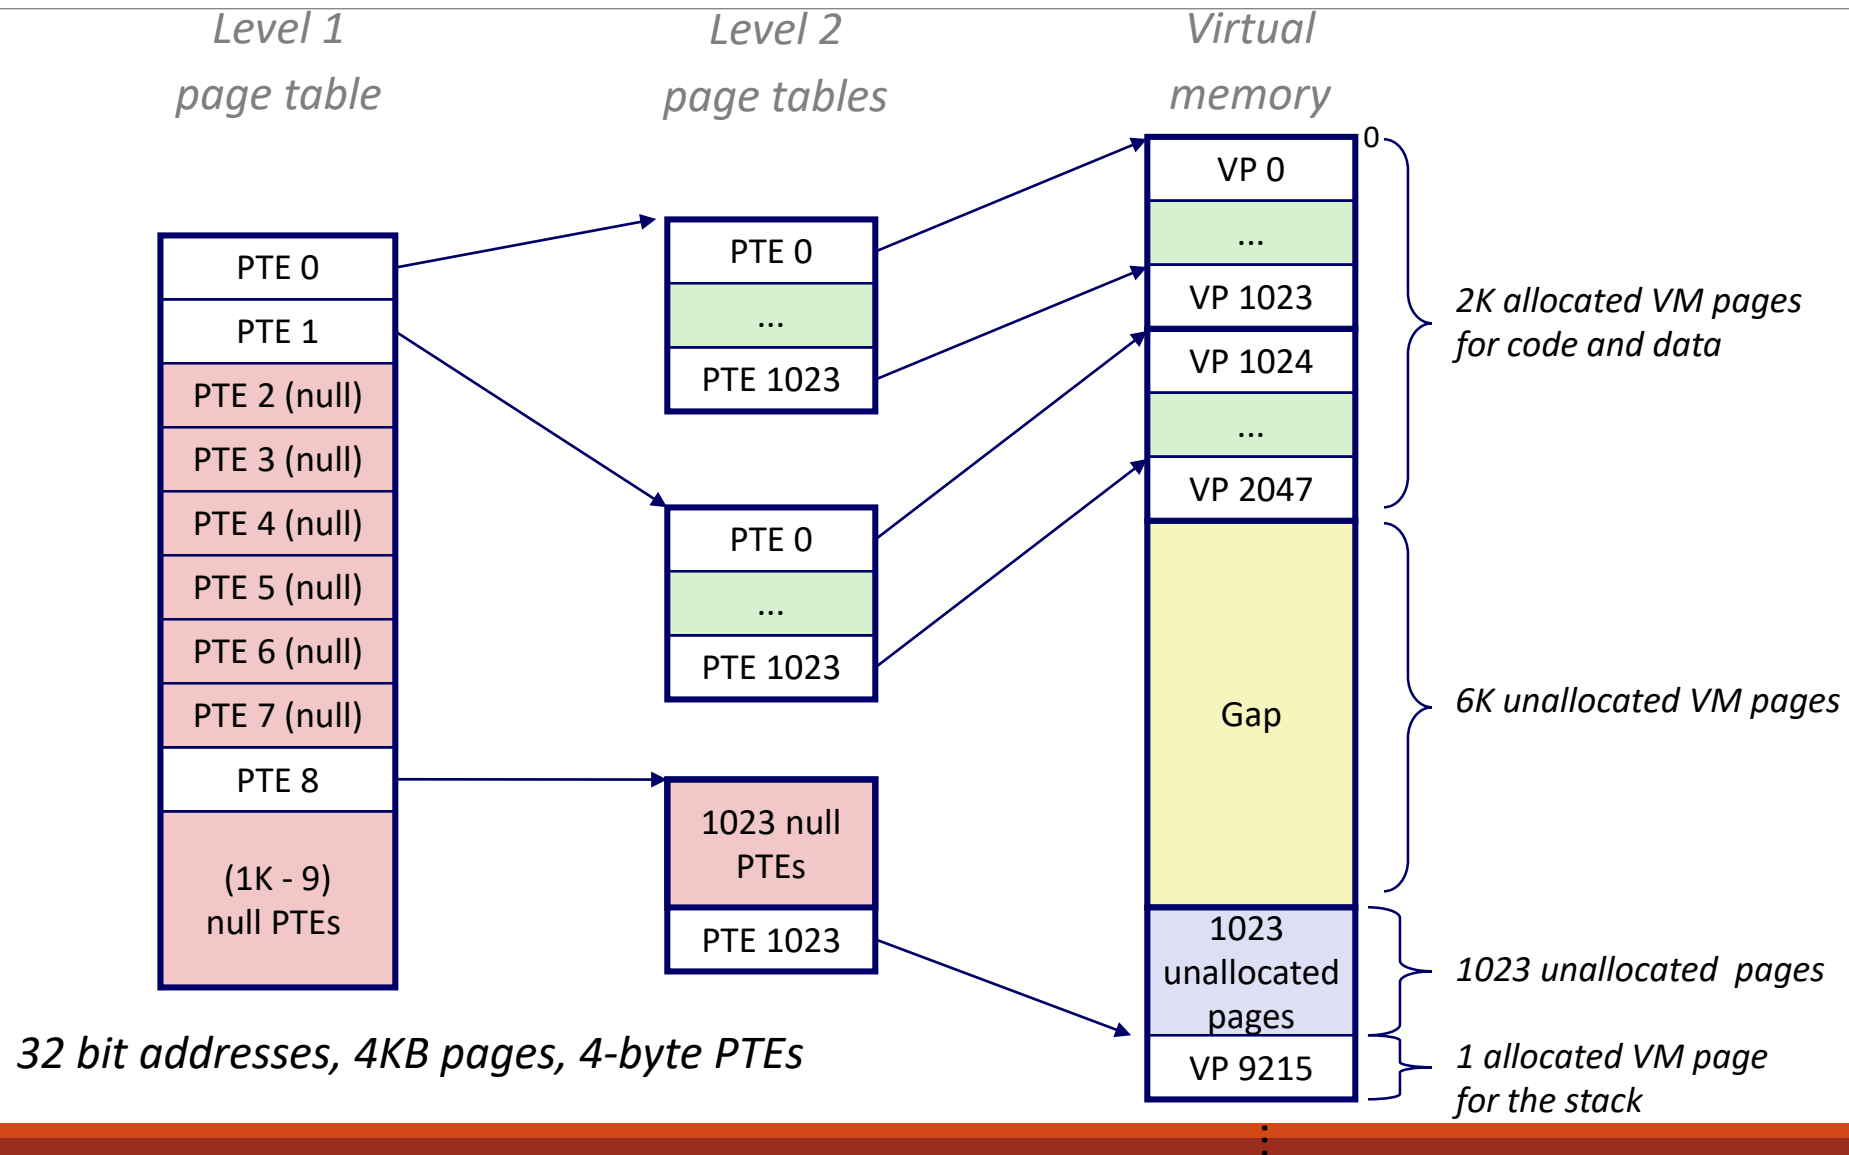 Level 1
page table
Level 2
page tables
Virtual
memory
PTE 0
PTE 1
PTE 2 (null)
PTE 3 (null)
PTE 4 (null)
PTE 5 (null)
PTE 6 (null)
PTE 7 (null)
PTE 8
(1K - 9)
null PTEs
PTE 0
...
PTE 1023
PTE 0
...
PTE 1023
1023 null
PTEs
PTE 1023
0
VP 0
...
VP 1023
VP 1024
...
VP 2047
Gap
1023
unallocated
pages
VP 9215
2K allocated VM pages
for code and data
6K unallocated VM pages
1023 unallocated pages
1 allocated VM page
for the stack
32 bit addresses, 4KB pages, 4-byte PTEs